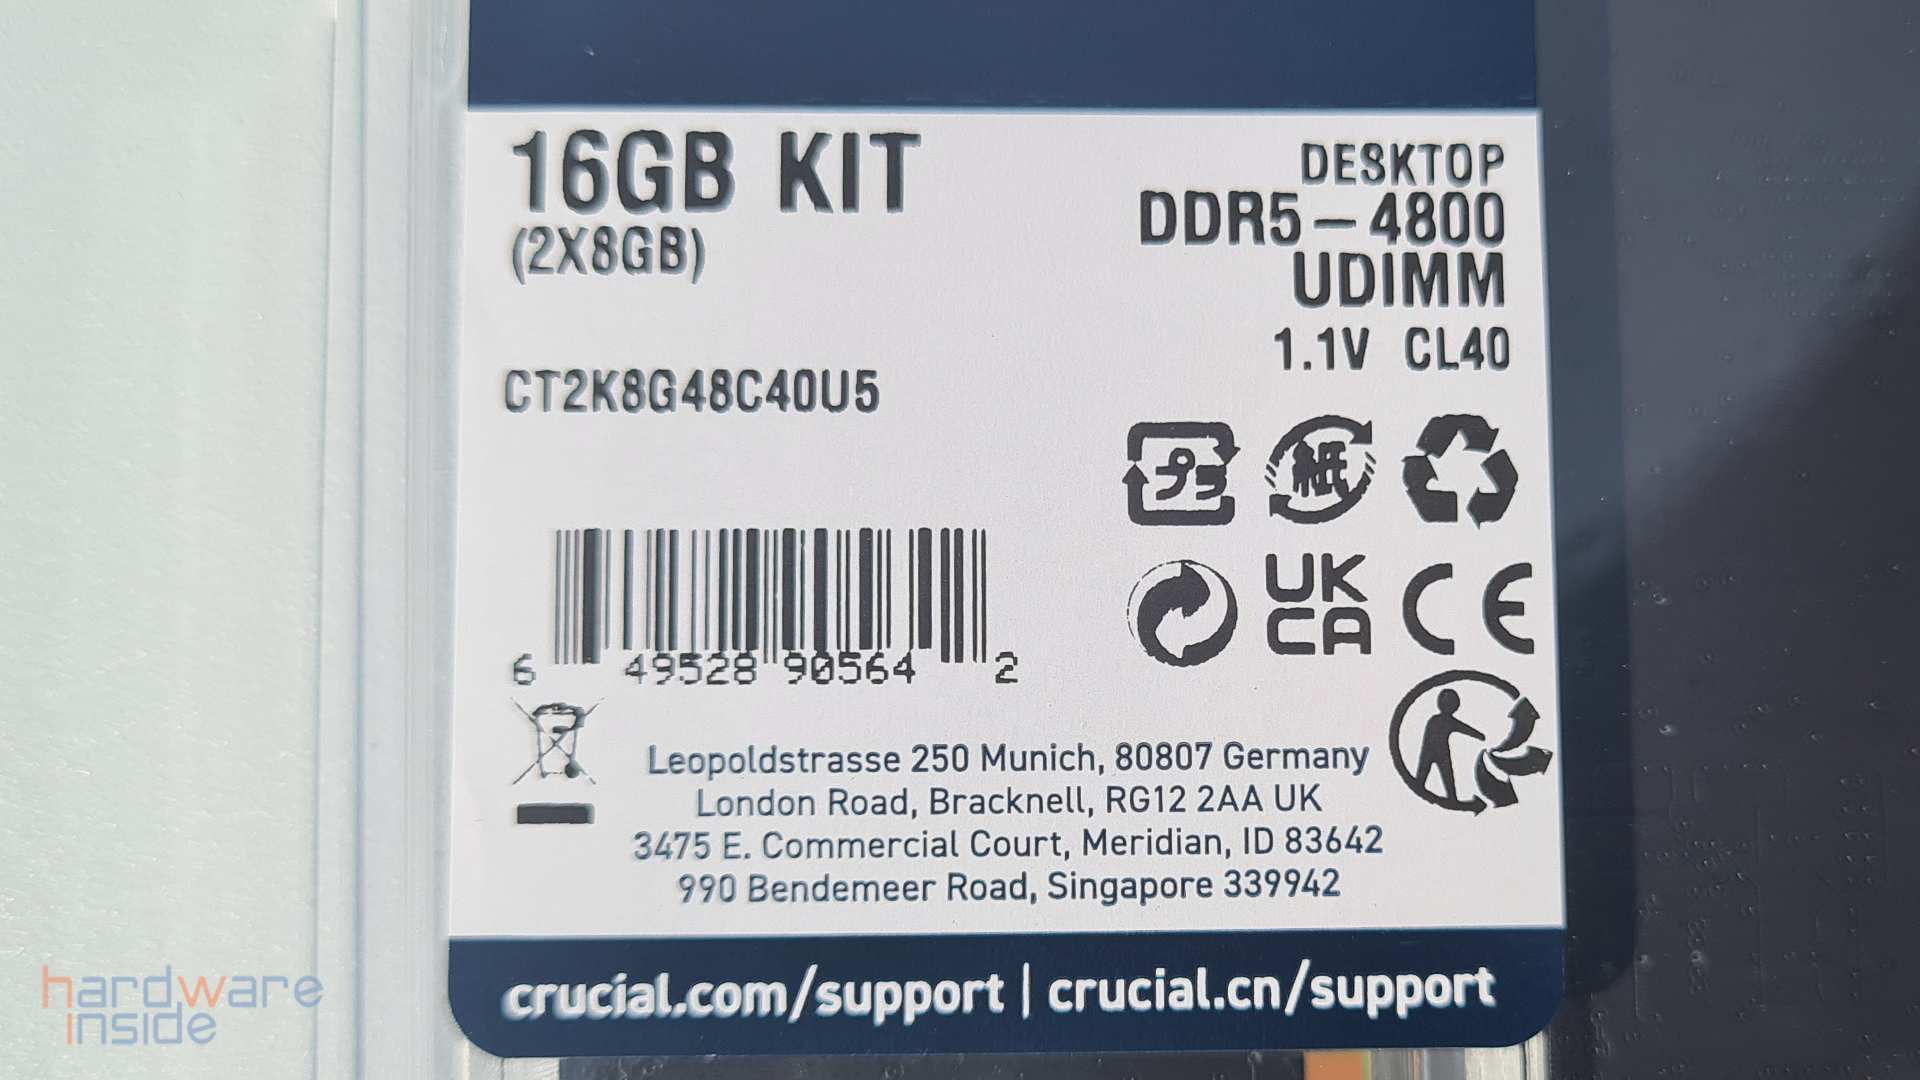 16GB KIT
(2X8GB)
DESKTOP
DDR5-4800
UDIMM
1.1V CL40
CT2K8G48C40U5
プラ
紙
UK
CA
CE
6 49528 90564 2
Leopoldstrasse 250 Munich, 80807 Germany
London Road, Bracknell, RG12 2AA UK
3475 E. Commercial Court, Meridian, ID 83642
990 Bendemeer Road, Singapore 339942
crucial.com/support | crucial.cn/support
hardware
inside